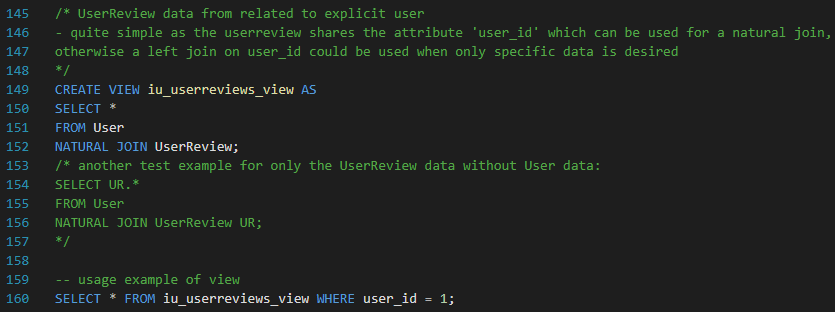 145 /* UserReview data from related to explicit user
146 - quite simple as the userreview shares the attribute 'user_id' which can be used for a natural join,
147 otherwise a left join on user_id could be used when only specific data is desired
148 */
149 CREATE VIEW iu_userreviews_view AS
150 SELECT *
151 FROM User
152 NATURAL JOIN UserReview;
153 /* another test example for only the UserReview data without User data:
154 SELECT UR.*
155 FROM User
156 NATURAL JOIN UserReview UR;
157 */
158
159 -- usage example of view
160 SELECT * FROM iu_userreviews_view WHERE user_id = 1;